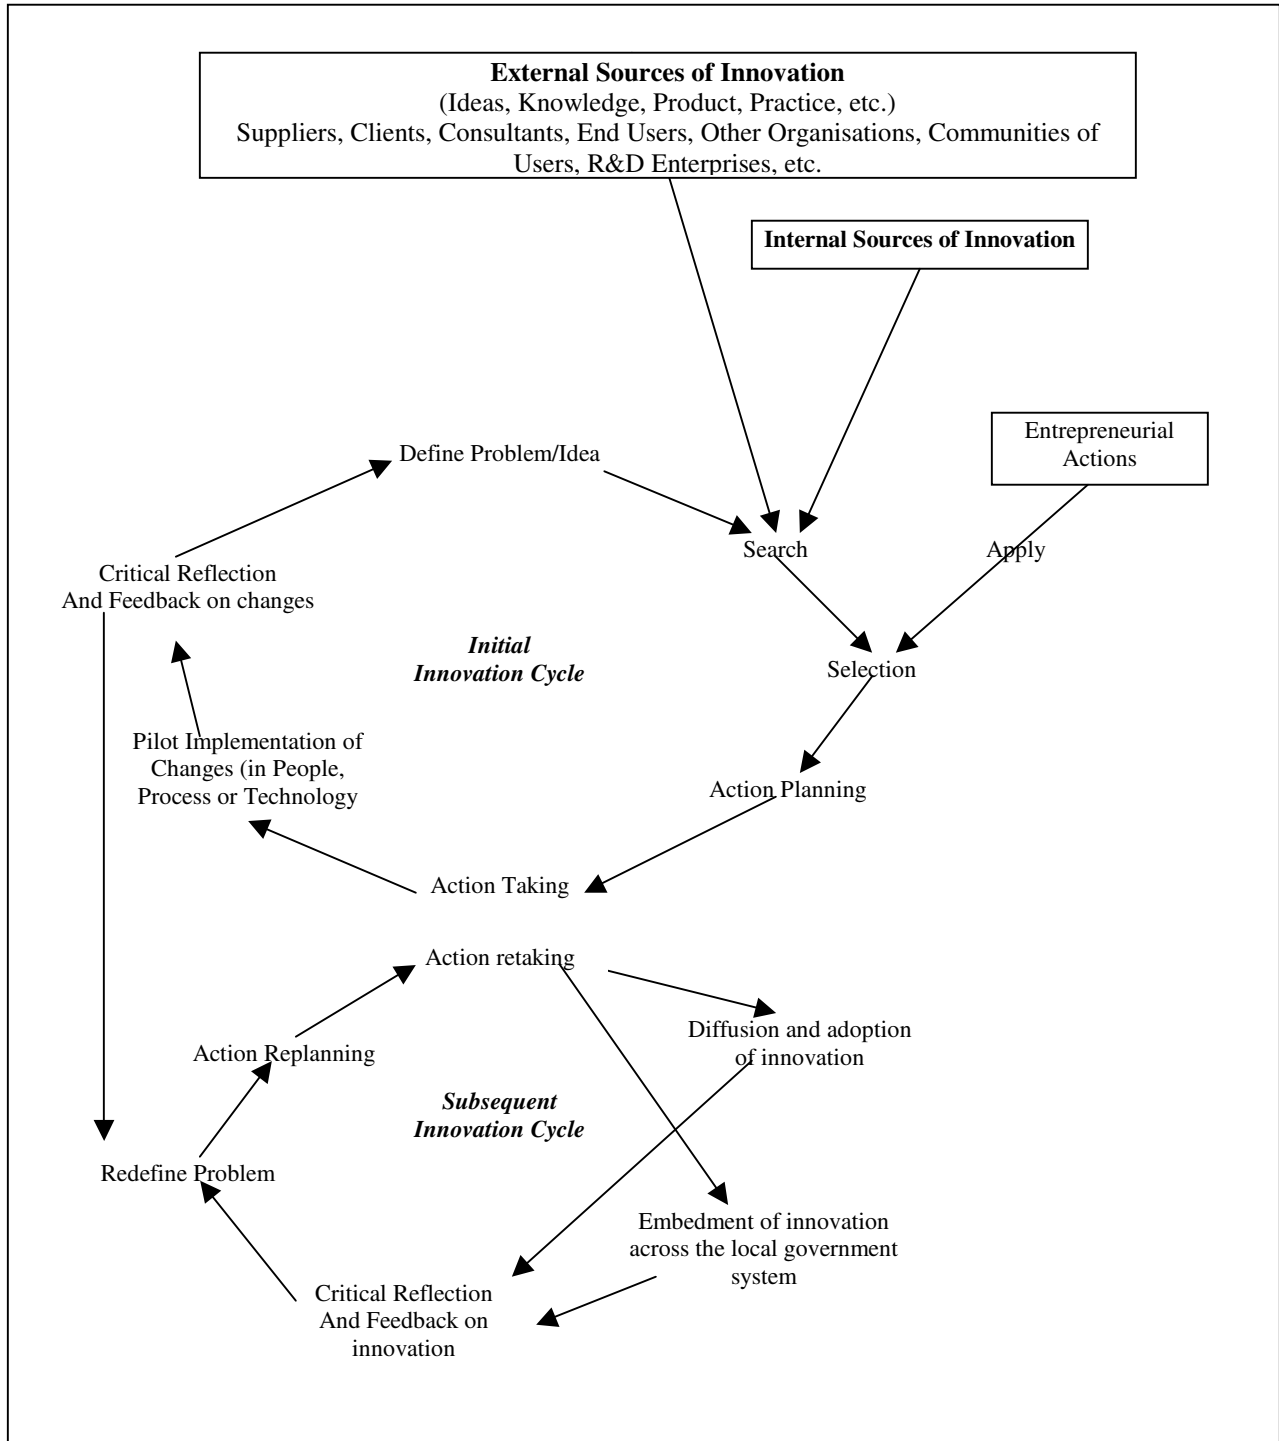 External Sources of Innovation
(Ideas, Knowledge, Product, Practice, etc.)
Suppliers, Clients, Consultants, End Users, Other Organisations, Communities of
Users, R&D Enterprises, etc.
Internal Sources of Innovation
Entrepreneurial
Actions
Define Problem/Idea
Search
Apply
Critical Reflection
And Feedback on changes
Initial
Innovation Cycle
Selection
Pilot Implementation of
Changes (in People,
Process or Technology
Action Planning
Action Taking
Action retaking
Diffusion and adoption
of innovation
Action Replanning
Subsequent
Innovation Cycle
Redefine Problem
Embedment of innovation
across the local government
system
Critical Reflection
And Feedback on
innovation